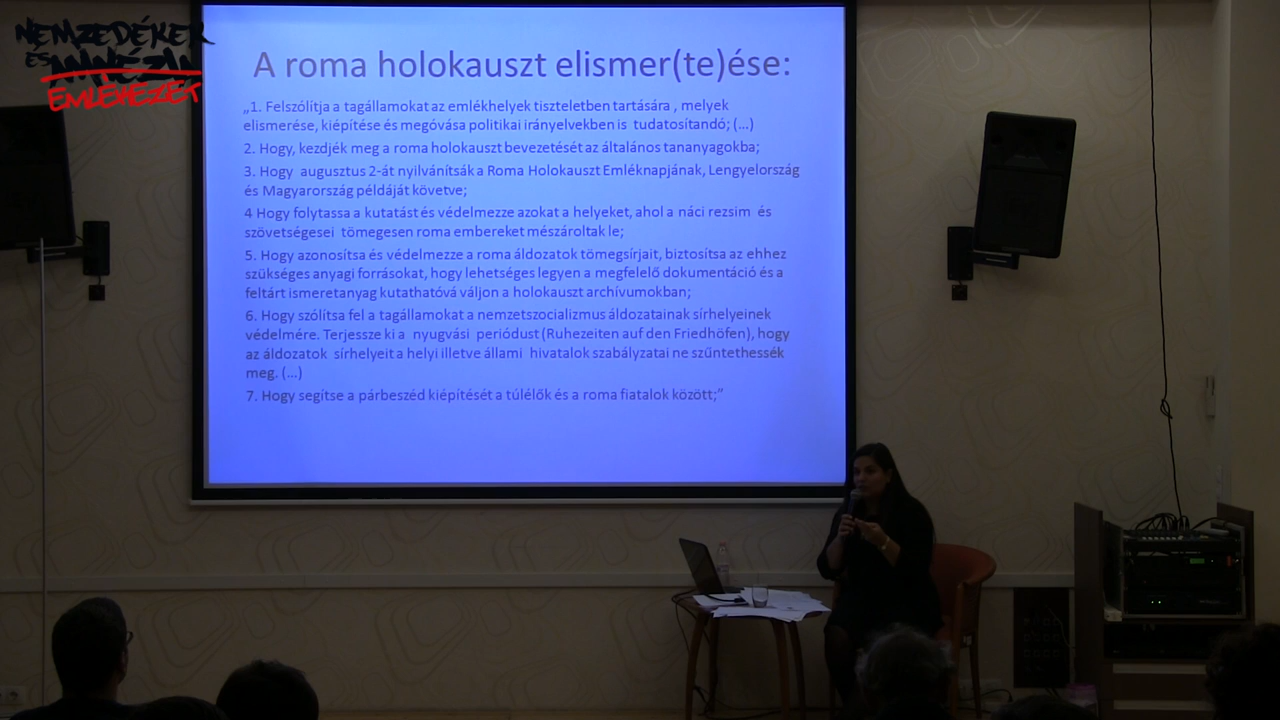 NEMZEDÉKEK
ÉS AMNÉZIA
EMLÉKEZET
A roma holokauszt elismer(te)ése:
„1. Felszólítja a tagállamokat az emlékhelyek tiszteletben tartására , melyek
elismerése, kiépítése és megóvása politikai irányelvekben is tudatosítandó; (...)
2. Hogy, kezdjék meg a roma holokauszt bevezetését az általános tananyagokba;
3. Hogy augusztus 2-át nyilvánítsák a Roma Holokauszt Emléknapjának, Lengyelország
és Magyarország példáját követve;
4 Hogy folytassa a kutatást és védelmezze azokat a helyeket, ahol a náci rezsim és
szövetségesei tömegesen roma embereket mészároltak le;
5. Hogy azonosítsa és védelmezze a roma áldozatok tömegsírjait, biztosítsa az ehhez
szükséges anyagi forrásokat, hogy lehetséges legyen a megfelelő dokumentáció és a
feltárt ismeretanyag kutathatóvá váljon a holokauszt archívumokban;
6. Hogy szólítsa fel a tagállamokat a nemzetszocializmus áldozatainak sírhelyeinek
védelmére. Terjessze ki a nyugvási periódust (Ruhezeiten auf den Friedhöfen), hogy
az áldozatok sírhelyeit a helyi illetve állami hivatalok szabályzatai ne szűntethessék
meg. (...)
7. Hogy segítse a párbeszéd kiépítését a túlélők és a roma fiatalok között;”